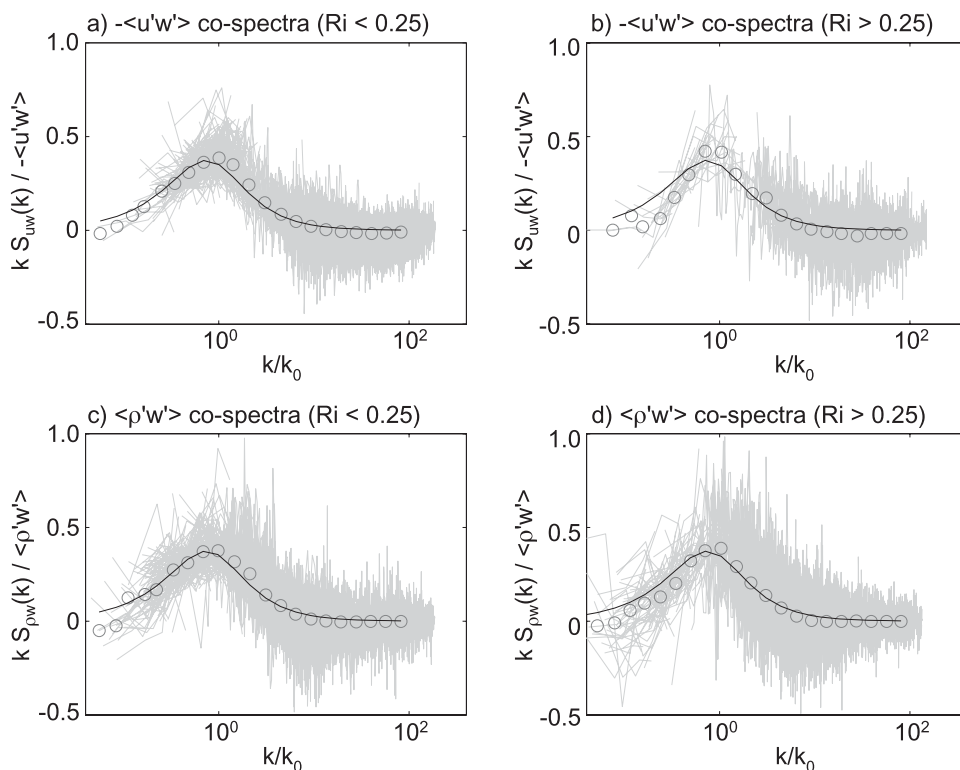 a) -<u'w'> co-spectra (Ri < 0.25)
1.0
0.5
0
-0.5
k S_uw(k) / -<u'w'>
10^0
10^2
k/k_0
b) -<u'w'> co-spectra (Ri > 0.25)
1.0
0.5
0
-0.5
k S_uw(k) / -<u'w'>
10^0
10^2
k/k_0
c) <ρ'w'> co-spectra (Ri < 0.25)
1.0
0.5
0
-0.5
k S_ρw(k) / <ρ'w'>
10^0
10^2
k/k_0
d) <ρ'w'> co-spectra (Ri > 0.25)
1.0
0.5
0
-0.5
k S_ρw(k) / <ρ'w'>
10^0
10^2
k/k_0